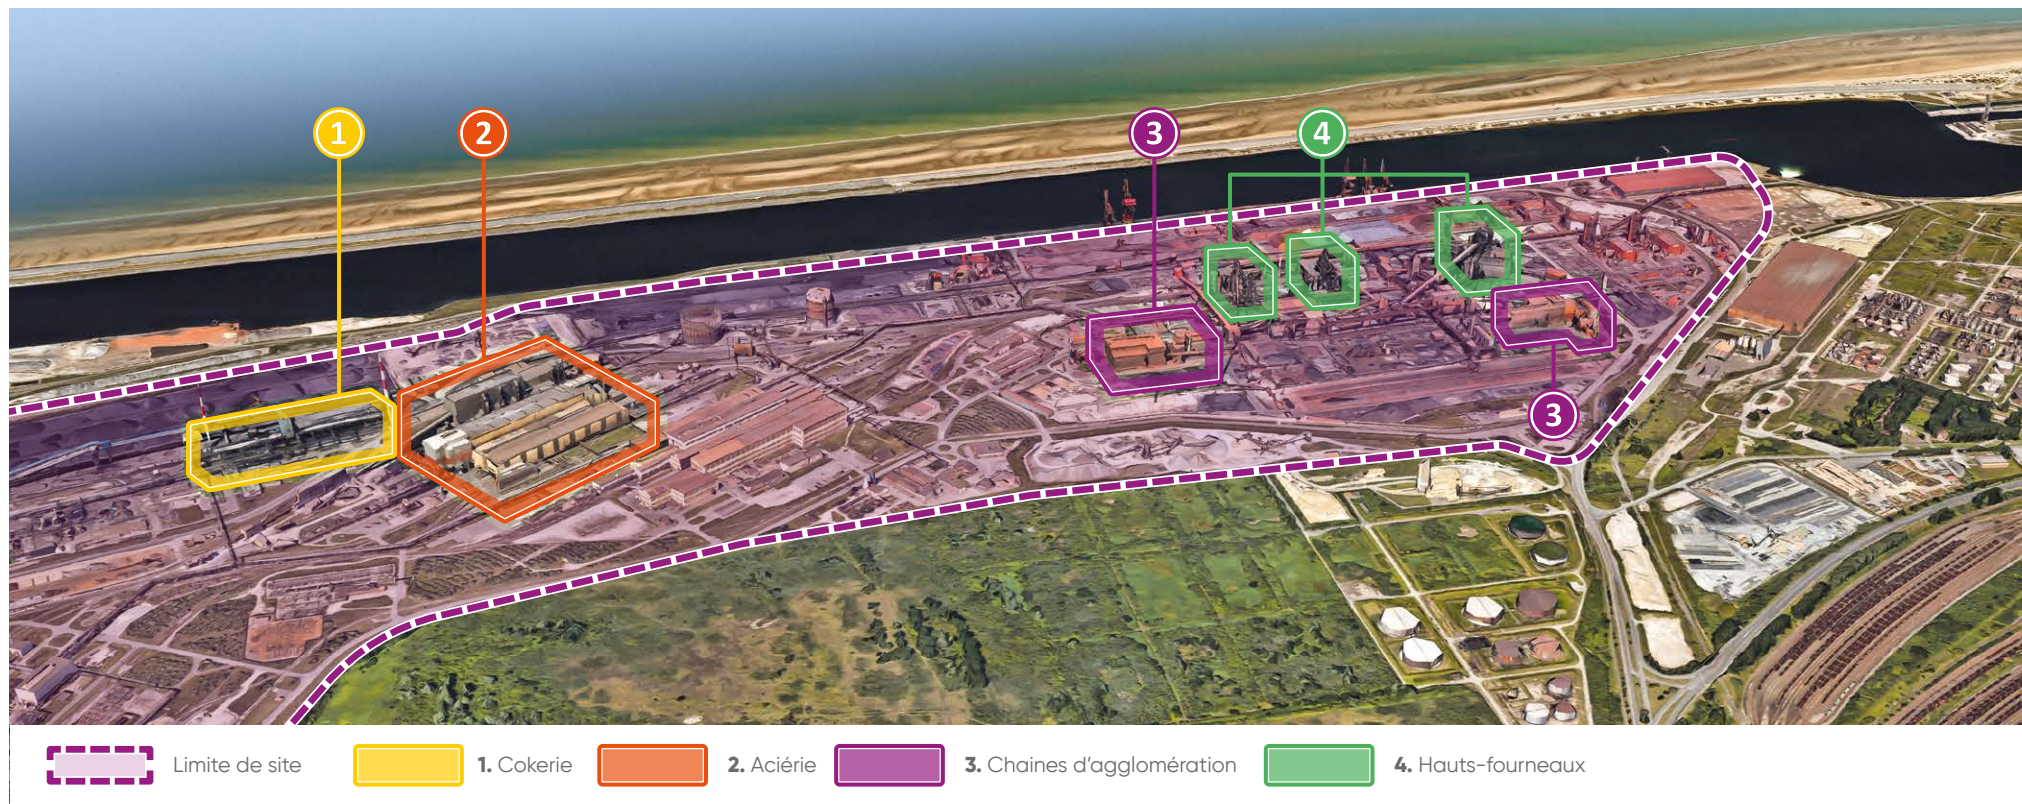 1
2
3
4
3
Limite de site
1. Cokerie
2. Aciérie
3. Chaines d'agglomération
4. Hauts-fourneaux